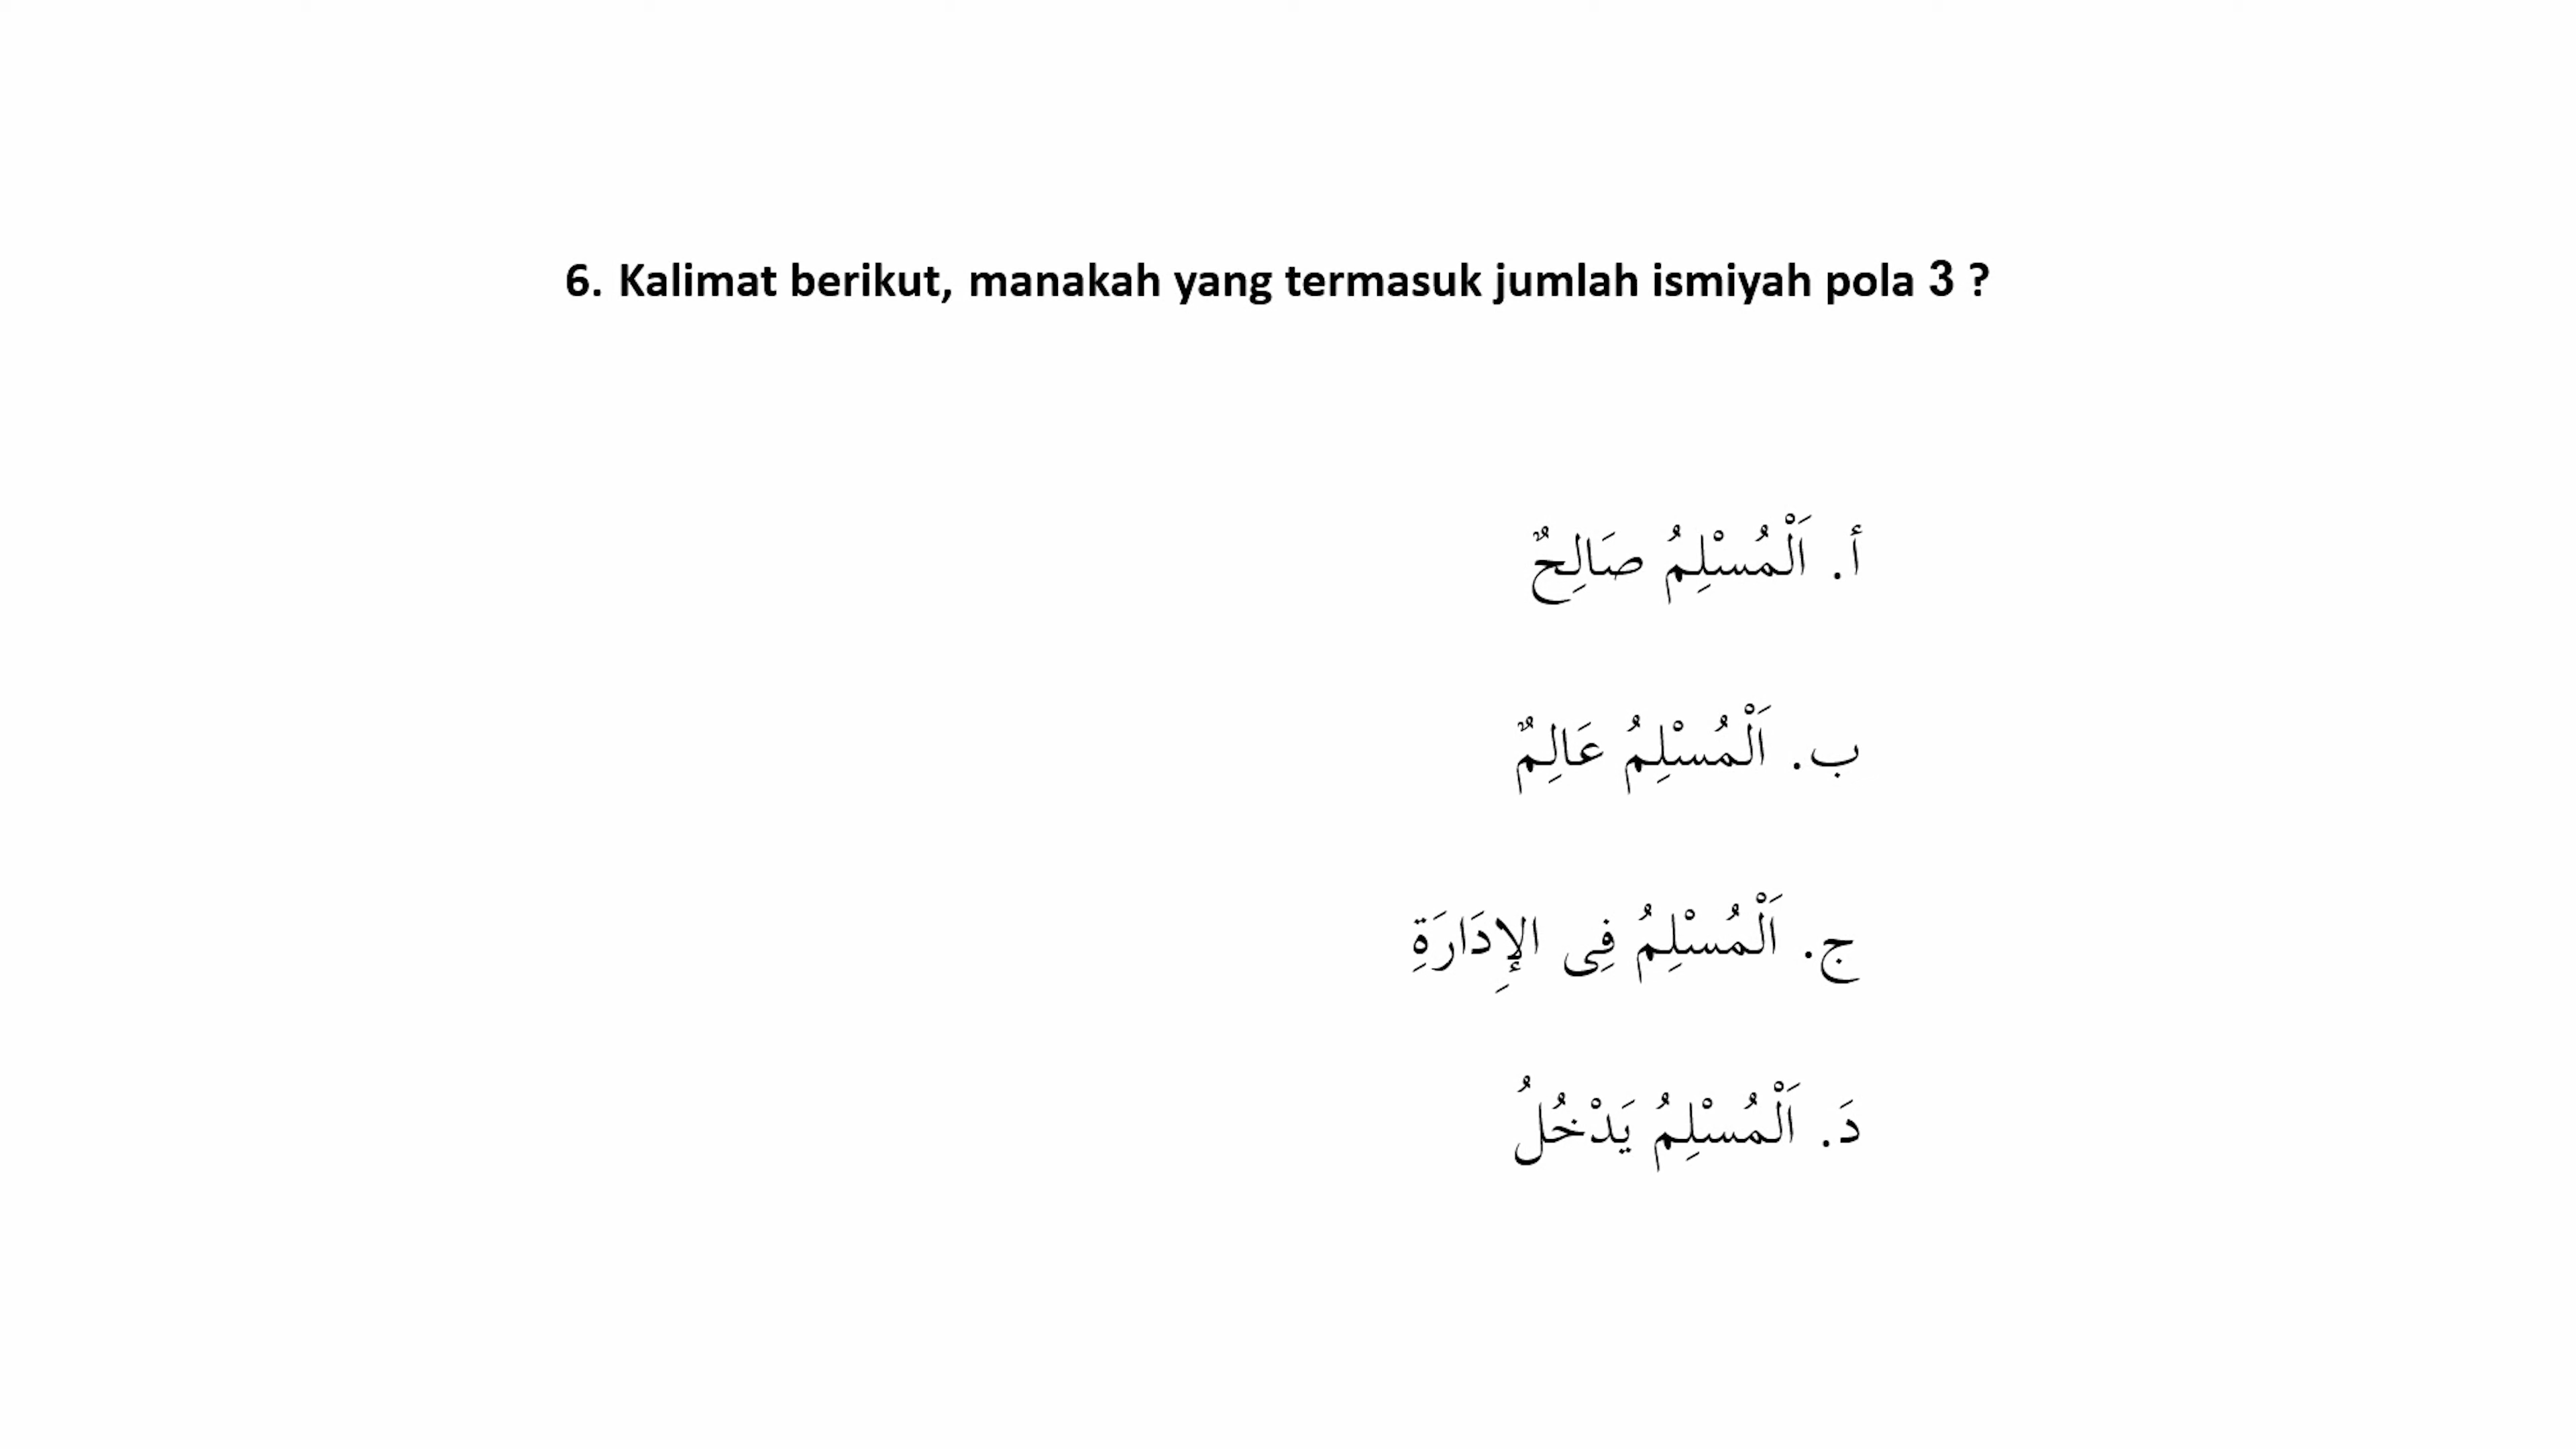 6. Kalimat berikut, manakah yang termasuk jumlah ismiyah pola 3 ?
أ. اَلْمُسْلِمُ صَالِحٌ
ب. اَلْمُسْلِمُ عَالِمٌ
ج. اَلْمُسْلِمُ فِى الإِدَارَةِ
دَ. اَلْمُسْلِمُ يَدْخُلُ